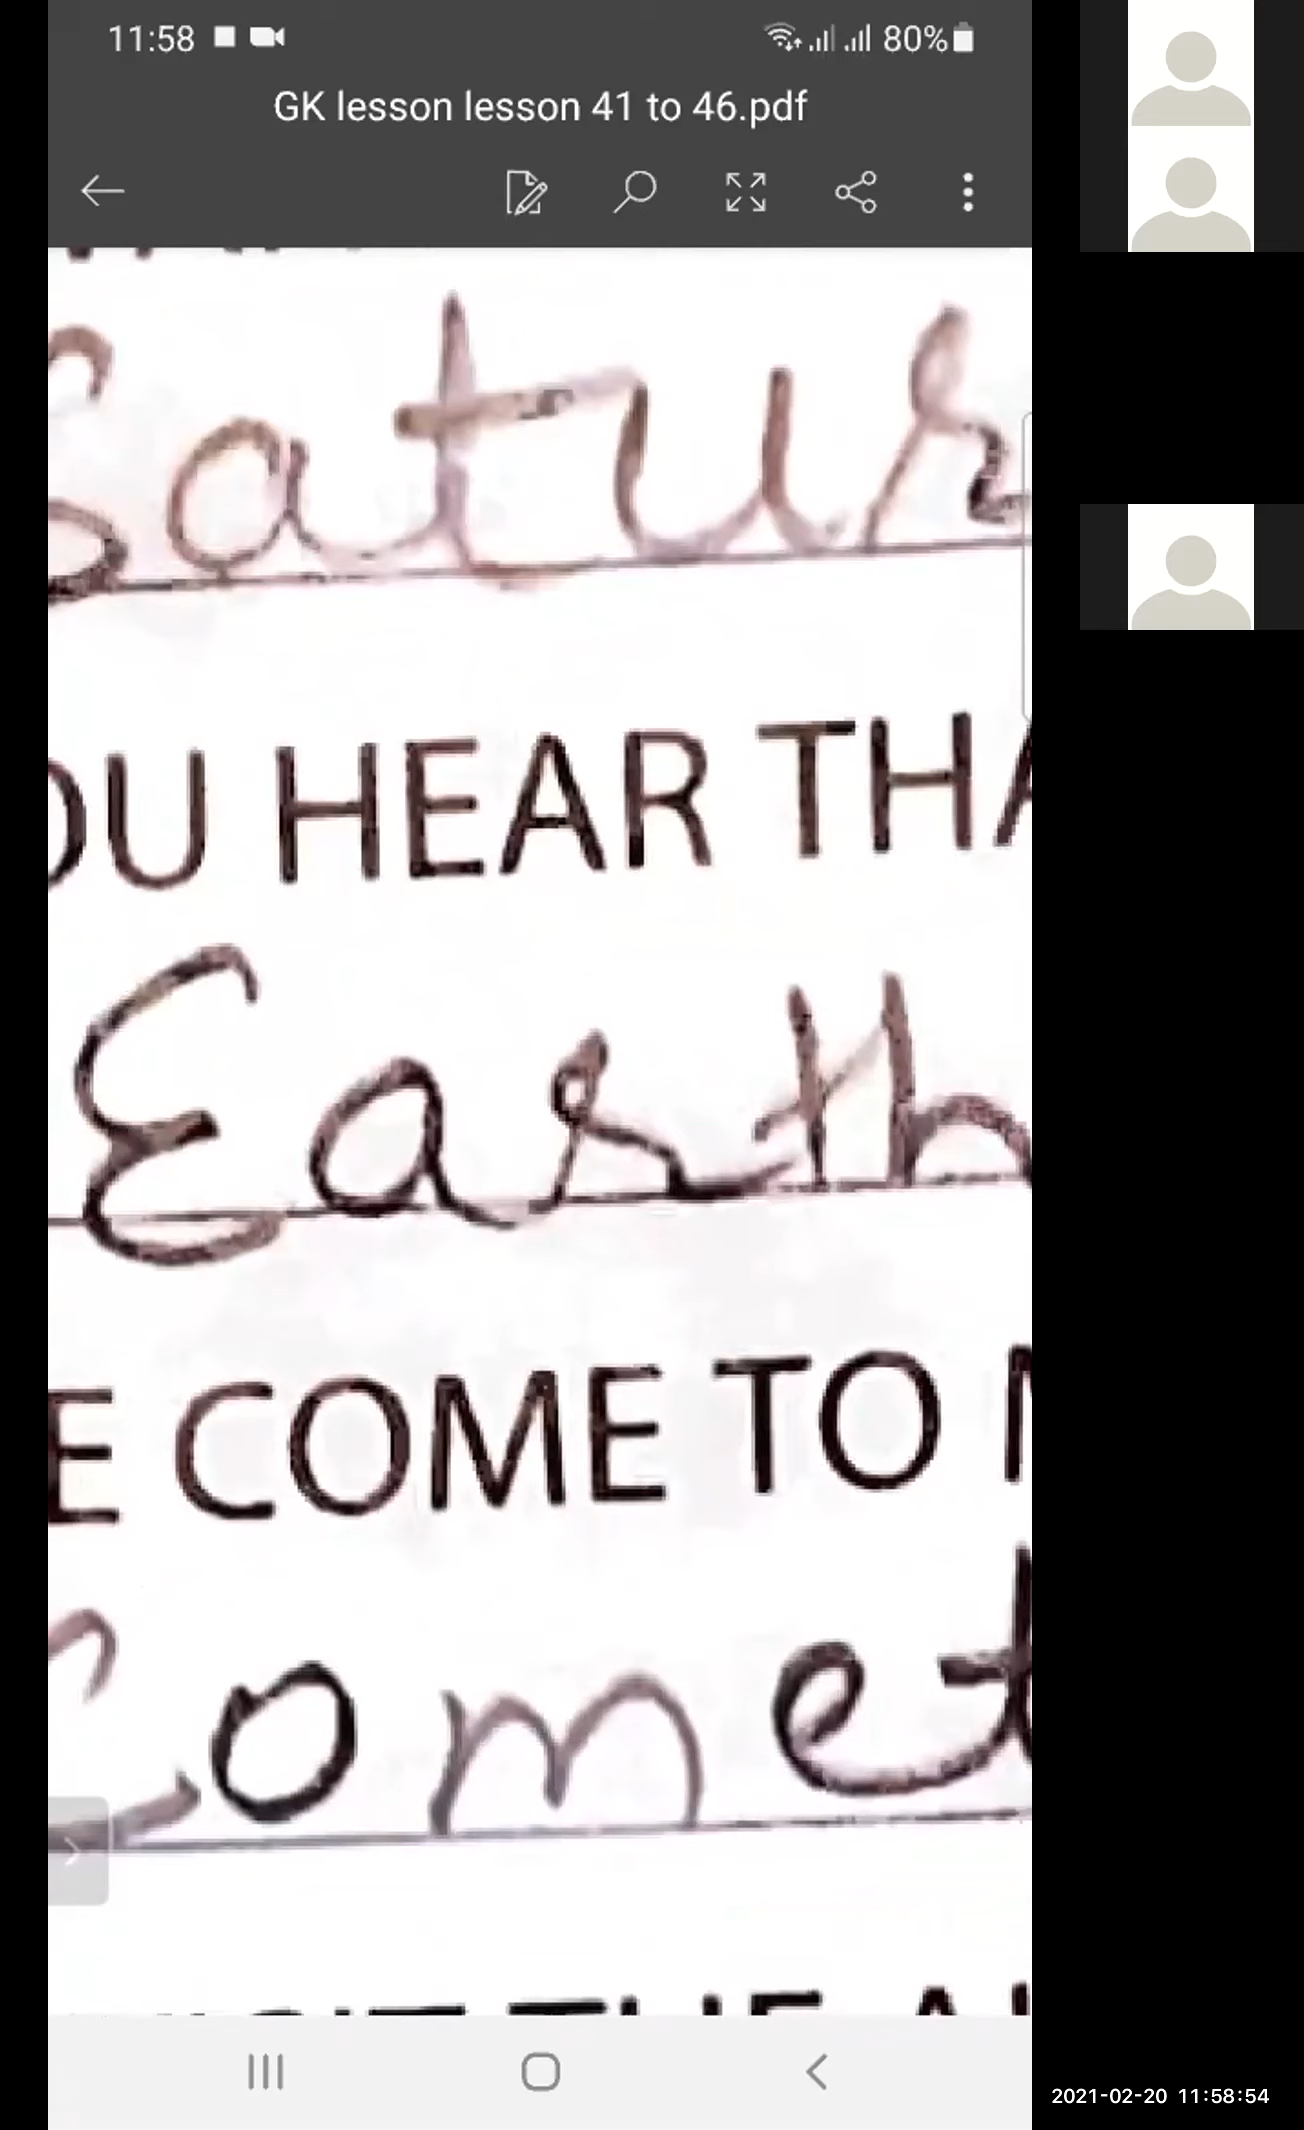 11:58 80%
GK lesson lesson 41 to 46.pdf
Satur
OU HEAR THA
Earth
E COME TO
Comet
2021-02-20 11:58:54